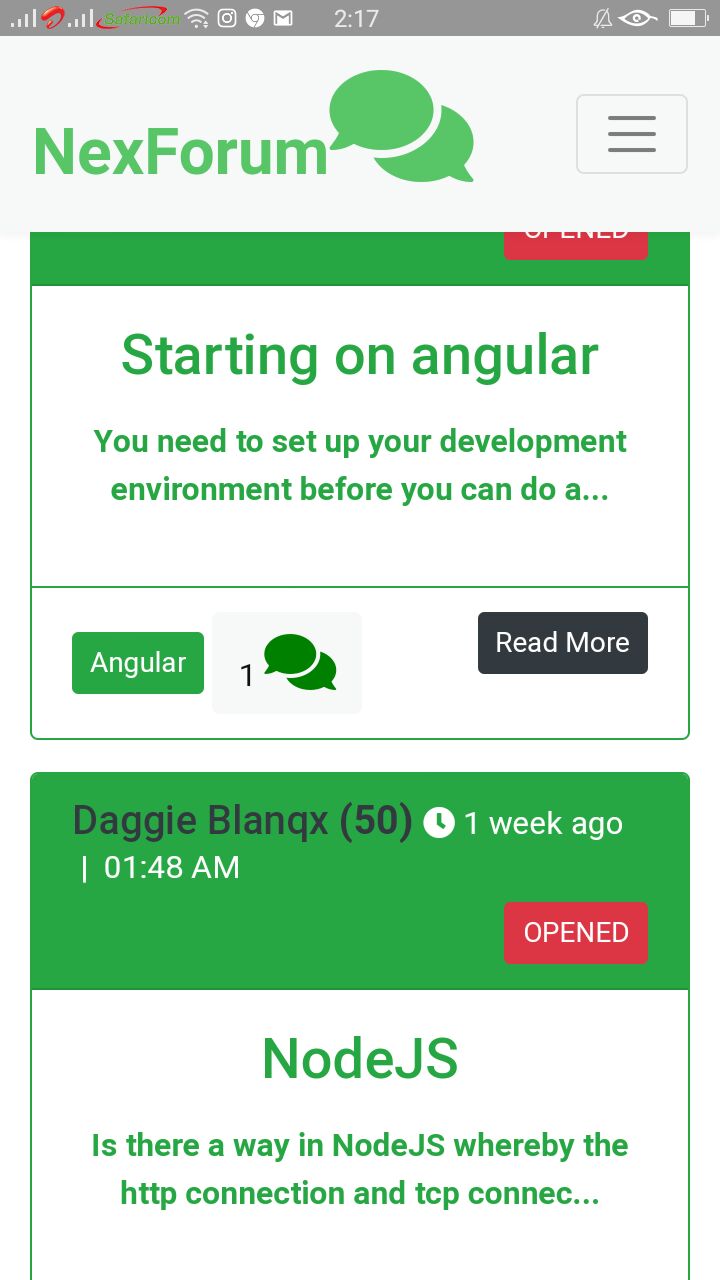 Safaricom 2:17
NexForum
OPENED
Starting on angular
You need to set up your development
environment before you can do a...
Angular 1 Read More
Daggie Blanqx (50) 1 week ago
| 01:48 AM
OPENED
NodeJS
Is there a way in NodeJS whereby the
http connection and tcp connec...